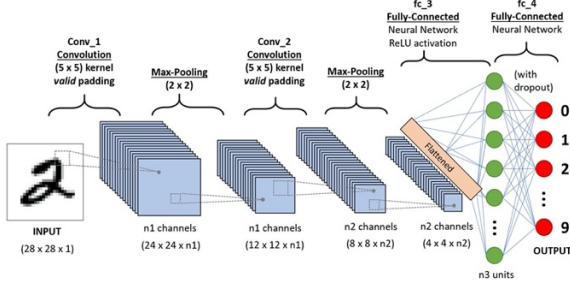 fc_3
Fully-Connected
Neural Network
ReLU activation
fc_4
Fully-Connected
Neural Network
Conv_1
Convolution
(5 x 5) kernel
valid padding
Max-Pooling
(2 x 2)
Conv_2
Convolution
(5 x 5) kernel
valid padding
Max-Pooling
(2 x 2)
(with
dropout)
Flattened
0
1
2
9
2
INPUT
(28 x 28 x 1)
n1 channels
(24 x 24 x n1)
n1 channels
(12 x 12 x n1)
n2 channels
(8 x 8 x n2)
n2 channels
(4 x 4 x n2)
n3 units
OUTPUT